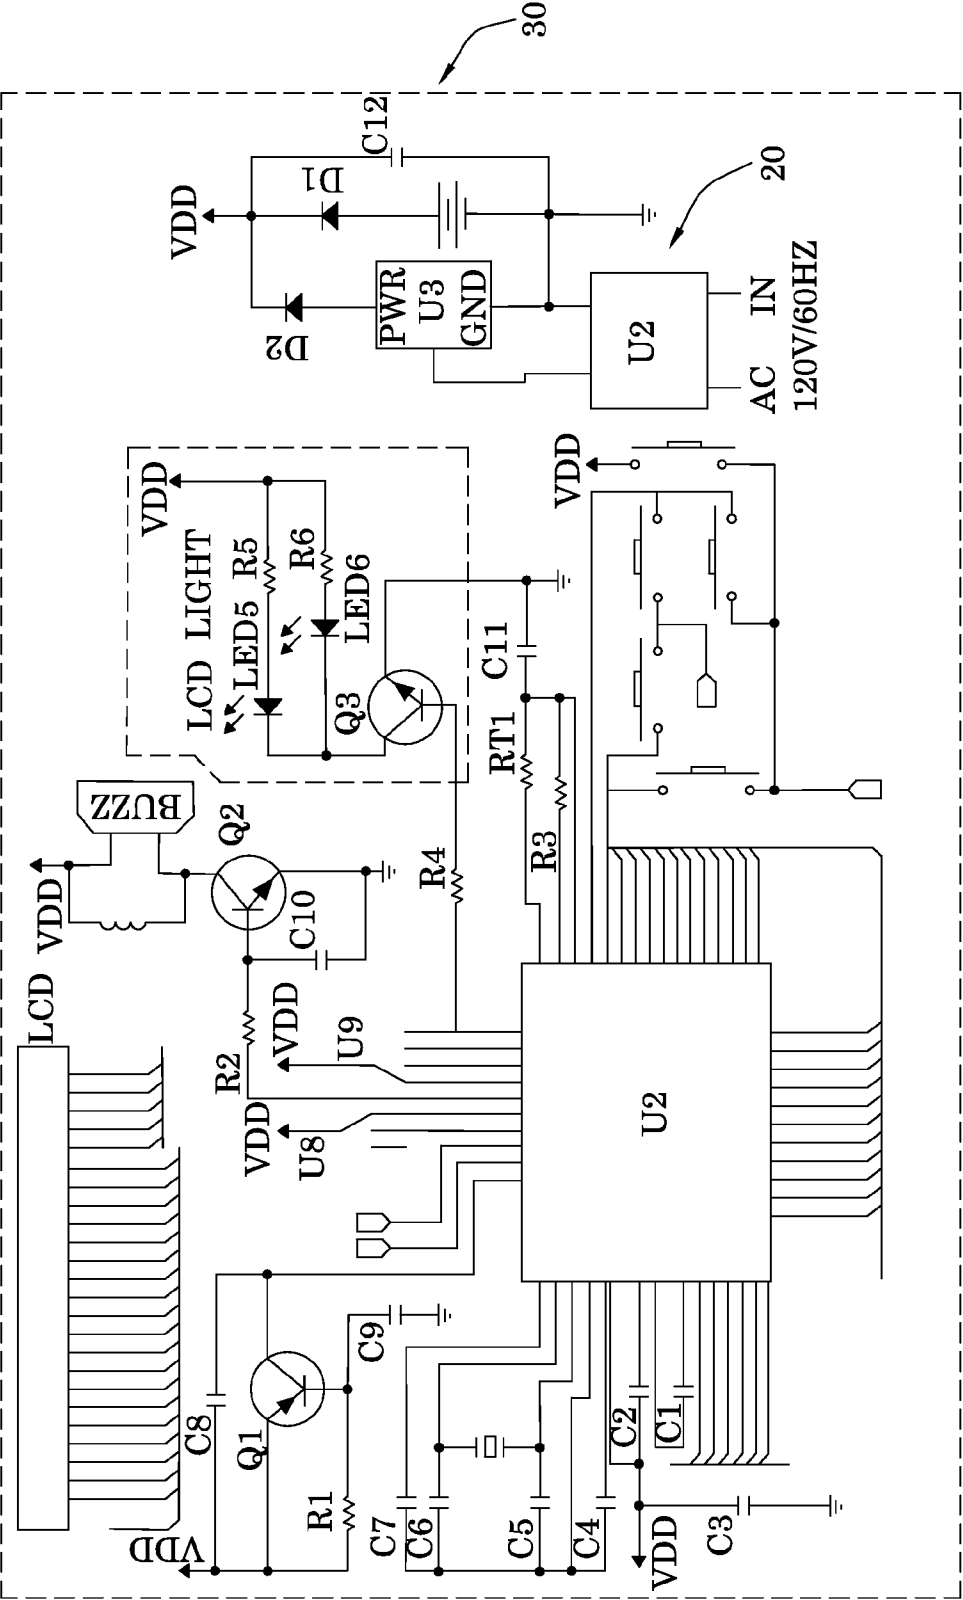 30
C12
D1
VDD
PWR
U3
GND
D2
20
U2
IN
AC
120V/60HZ
VDD
LCD LIGHT
R5
LED5
R6
LED6
Q3
VDD
C11
RT1
R3
R4
BUZZ
Q2
VDD
C10
LCD
R2
VDD
U9
VDD
U8
U2
C8
Q1
C9
R1
VDD
C7
C6
C5
C4
C2
C1
VDD
C3